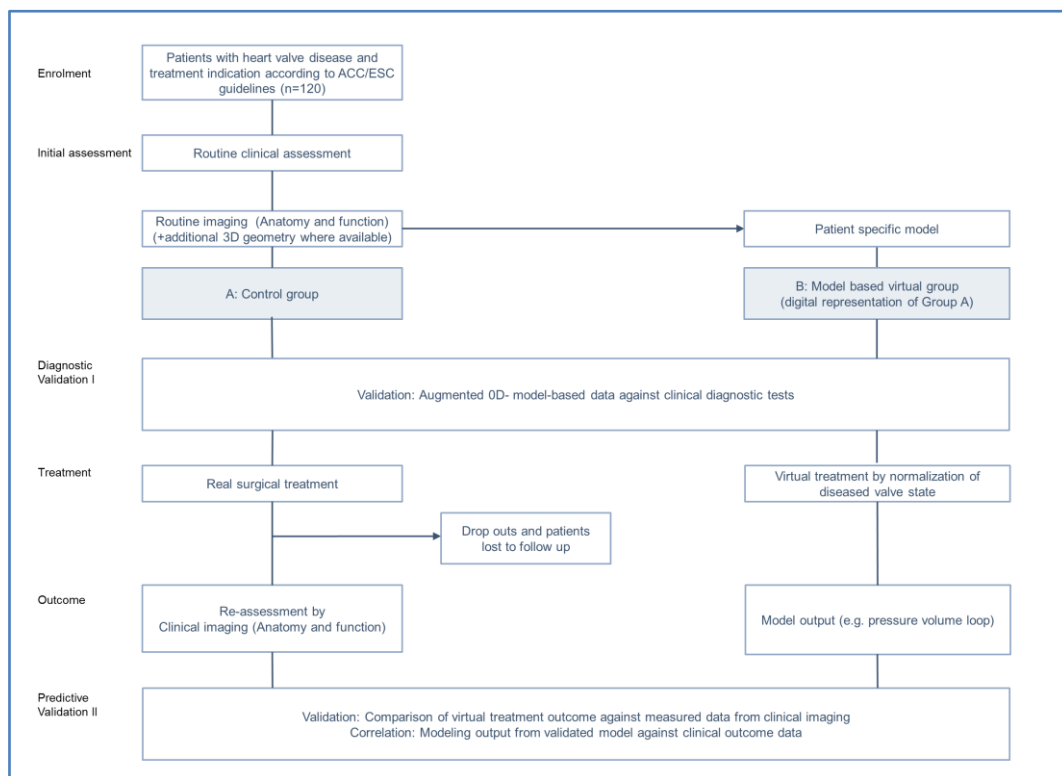 Enrolment
Patients with heart valve disease and
treatment indication according to ACC/ESC
guidelines (n=120)
Initial assessment
Routine clinical assessment
Routine imaging (Anatomy and function)
(+additional 3D geometry where available)
Patient specific model
A: Control group
B: Model based virtual group
(digital representation of Group A)
Diagnostic
Validation I
Validation: Augmented 0D- model-based data against clinical diagnostic tests
Treatment
Real surgical treatment
Virtual treatment by normalization of
diseased valve state
Drop outs and patients
lost to follow up
Outcome
Re-assessment by
Clinical imaging (Anatomy and function)
Model output (e.g. pressure volume loop)
Predictive
Validation II
Validation: Comparison of virtual treatment outcome against measured data from clinical imaging
Correlation: Modeling output from validated model against clinical outcome data